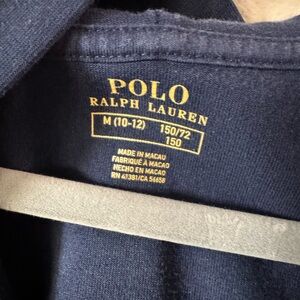 POLO
RALPH LAUREN
M (10-12) 150/72
150
MADE IN MACAU
FABRIQUÉ À MACAO
HECHO EN MACAO
RN 41381/CA 56658